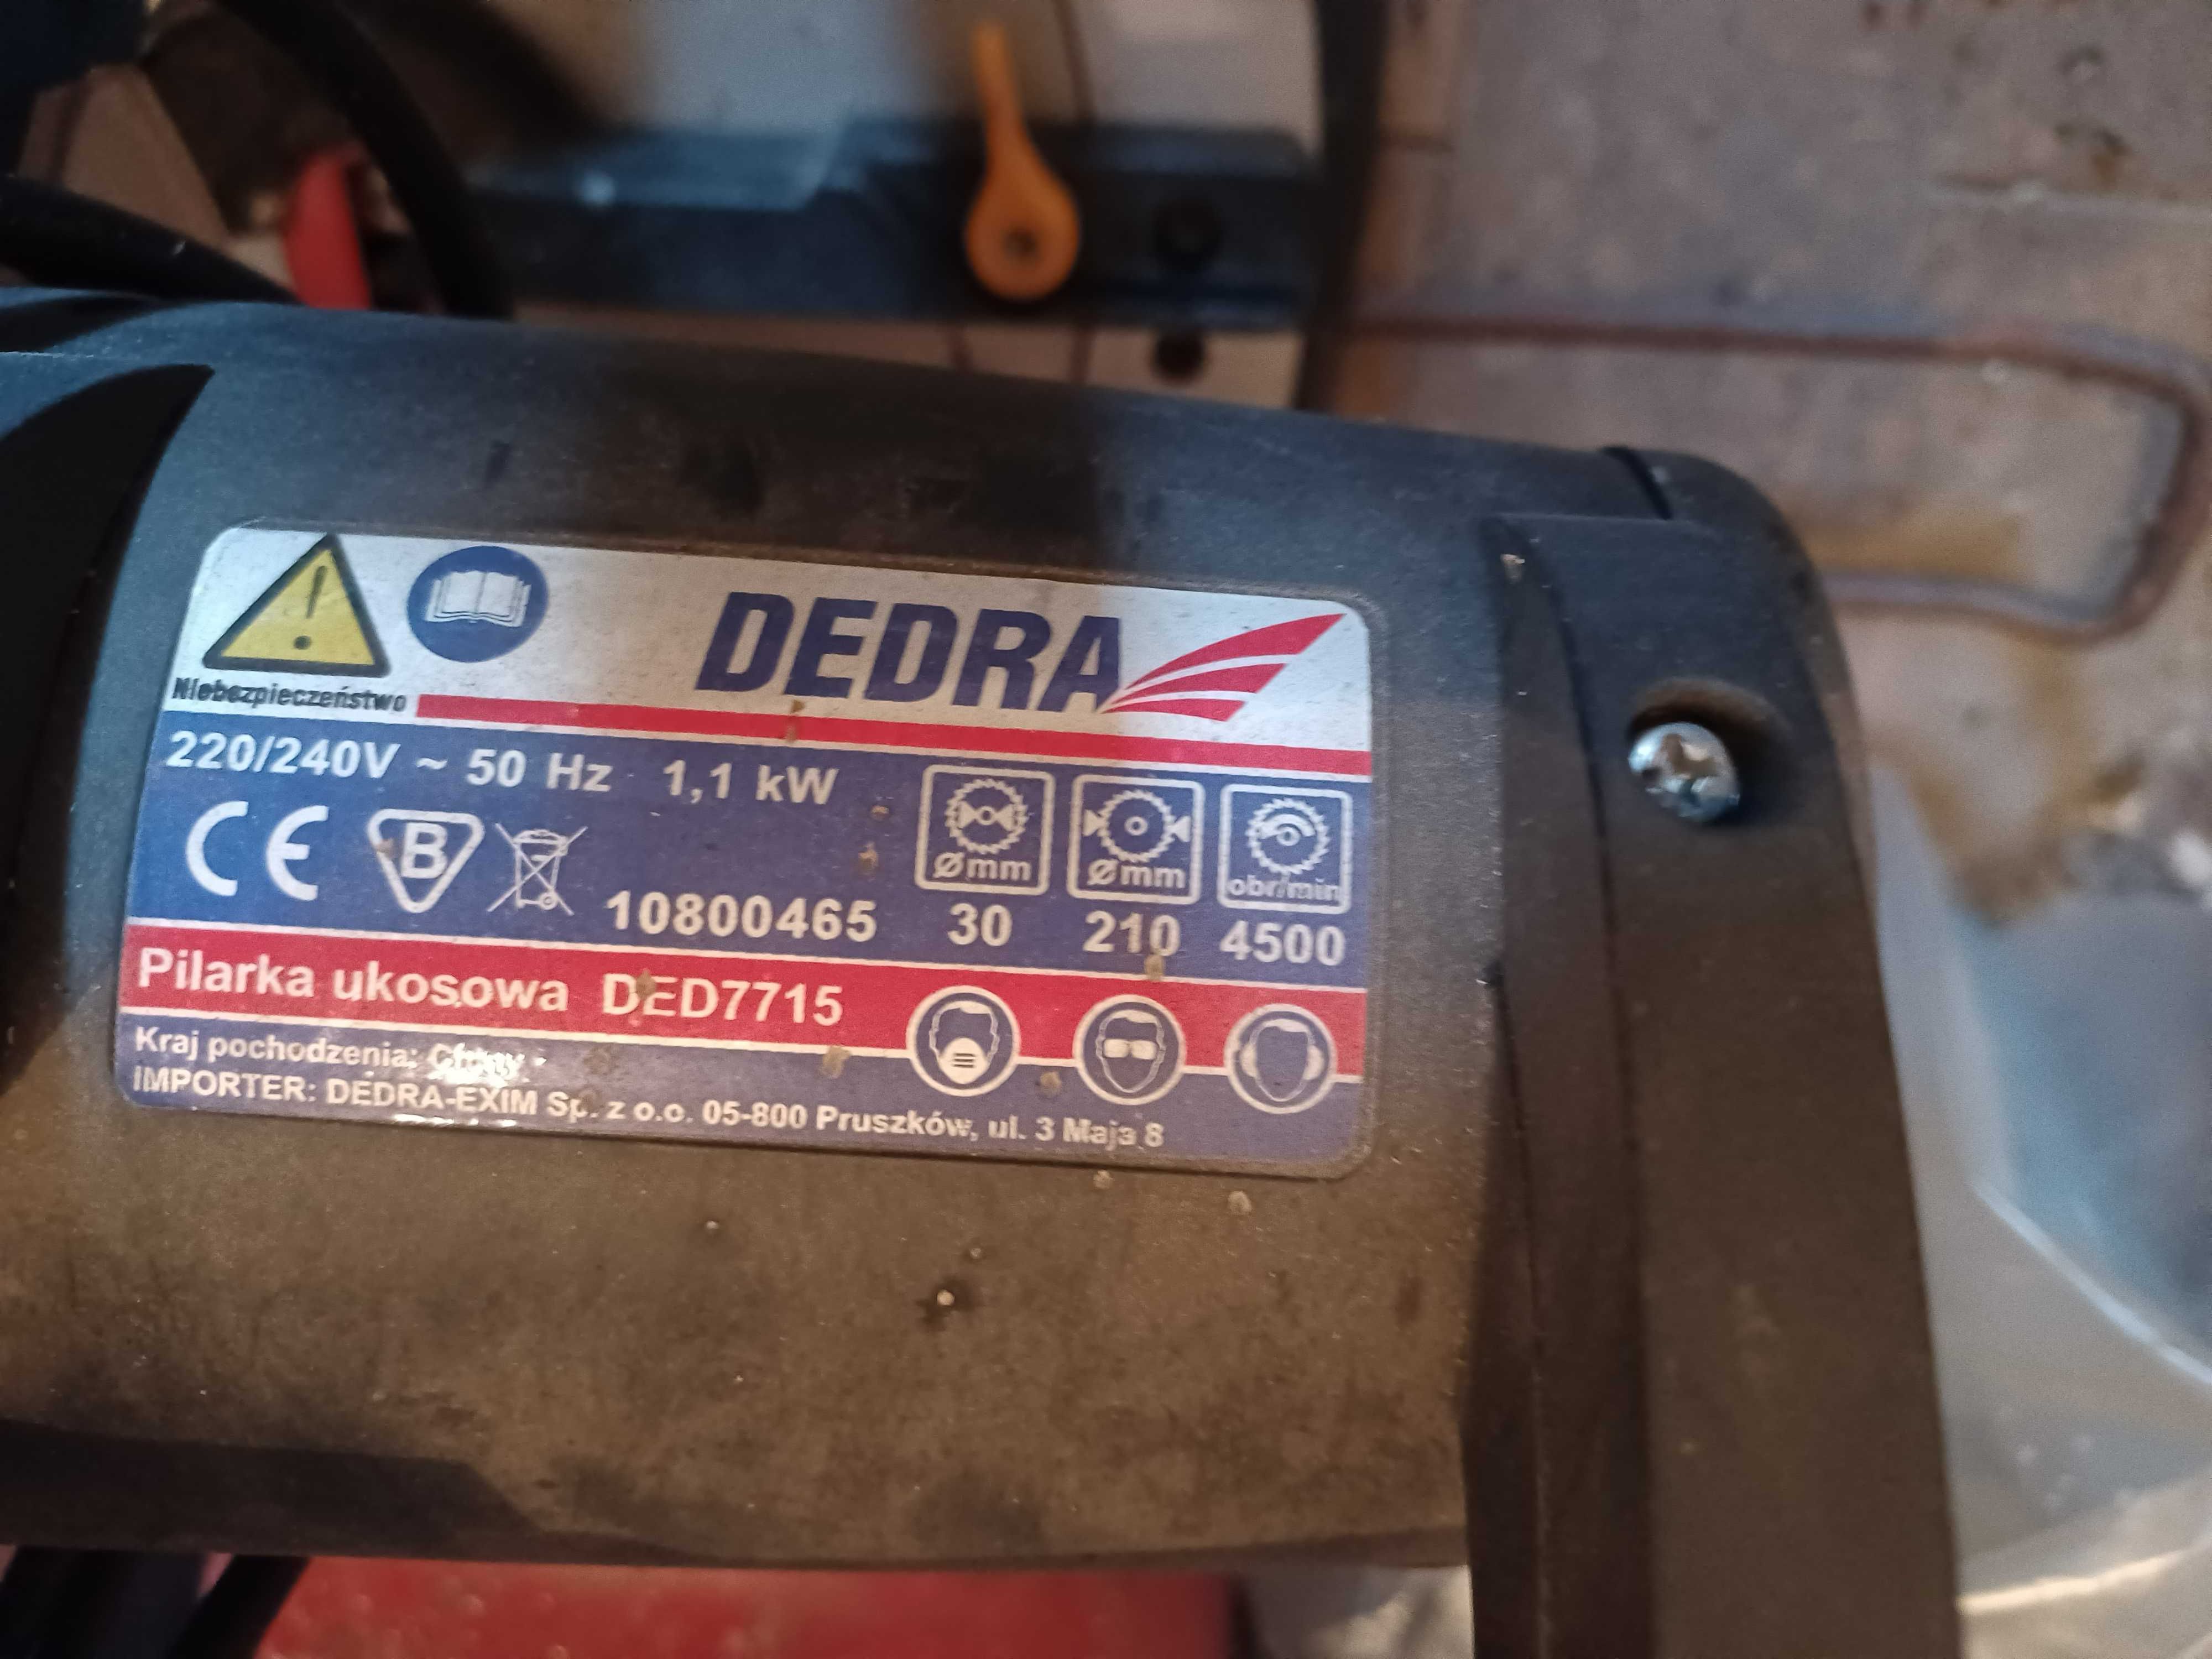 DEDRA
Niebezpieczeństwo
220/240V ~ 50 Hz 1,1 kW
CE B Ømm Ømm obr/min
10800465 30 210 4500
Pilarka ukosowa DED7715
Kraj pochodzenia: Chiny
IMPORTER: DEDRA-EXIM Sp. z o.o. 05-800 Pruszków, ul. 3 Maja 8